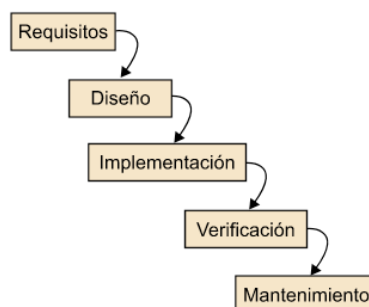 Requisitos
Diseño
Implementación
Verificación
Mantenimiento